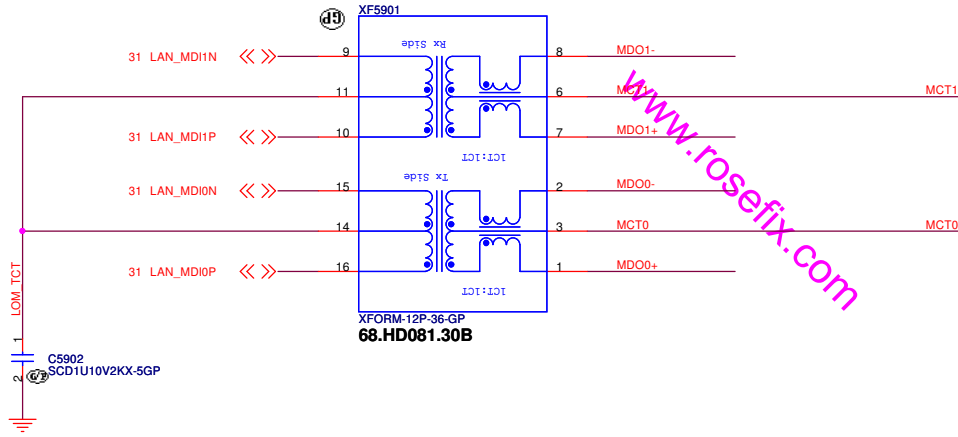 XF5901
GP
Rx Side
31 LAN_MDI1N
9
8
MDO1-
11
6
MCT1
MCT1
31 LAN_MDI1P
10
7
MDO1+
1CT:1CT
Tx Side
31 LAN_MDI0N
15
2
MDO0-
14
3
MCT0
MCT0
31 LAN_MDI0P
16
1
MDO0+
1CT:1CT
LOM_TCT
XFORM-12P-36-GP
68.HD081.30B
1
C5902
SCD1U10V2KX-5GP
2
G/P
www.rosefix.com